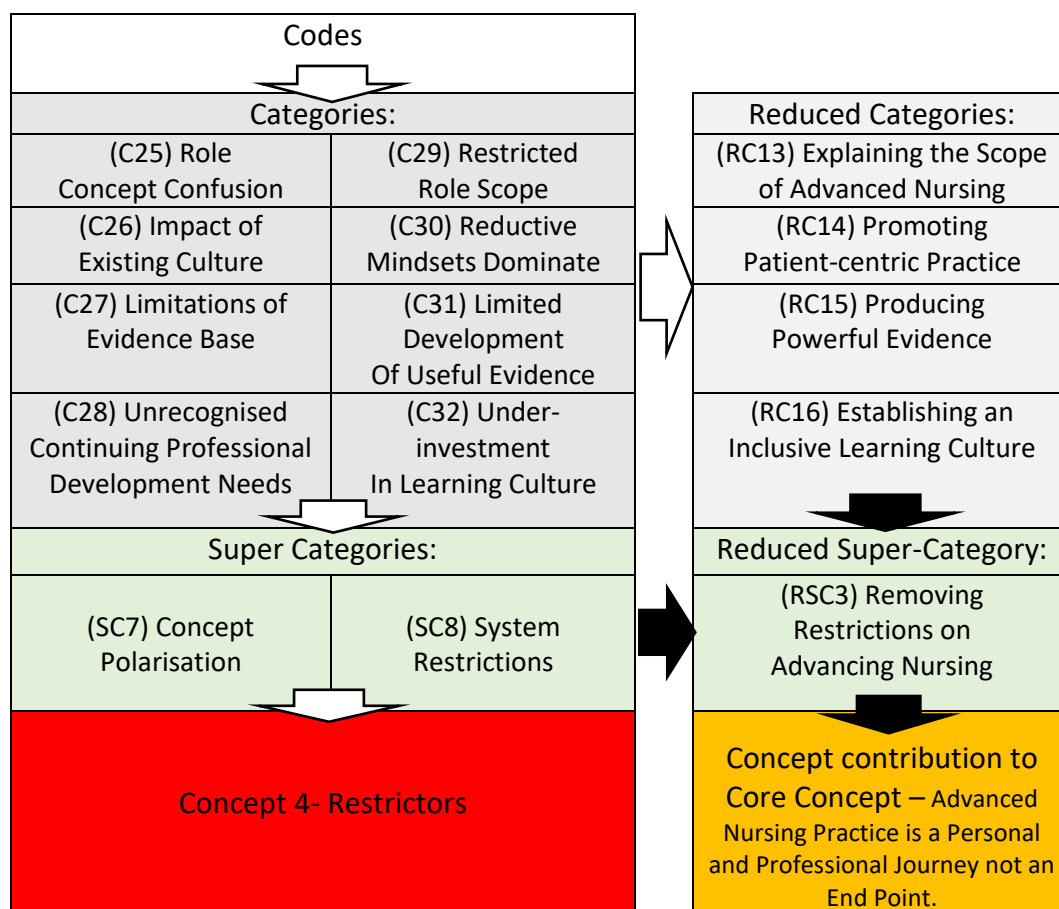 Codes
Categories:
(C25) Role
Concept Confusion
(C29) Restricted
Role Scope
(C26) Impact of
Existing Culture
(C30) Reductive
Mindsets Dominate
(C27) Limitations of
Evidence Base
(C31) Limited
Development
Of Useful Evidence
(C28) Unrecognised
Continuing Professional
Development Needs
(C32) Under-
investment
In Learning Culture
Super Categories:
(SC7) Concept
Polarisation
(SC8) System
Restrictions
Concept 4- Restrictors
Reduced Categories:
(RC13) Explaining the Scope
of Advanced Nursing
(RC14) Promoting
Patient-centric Practice
(RC15) Producing
Powerful Evidence
(RC16) Establishing an
Inclusive Learning Culture
Reduced Super-Category:
(RSC3) Removing
Restrictions on
Advancing Nursing
Concept contribution to
Core Concept – Advanced
Nursing Practice is a Personal
and Professional Journey not an
End Point.